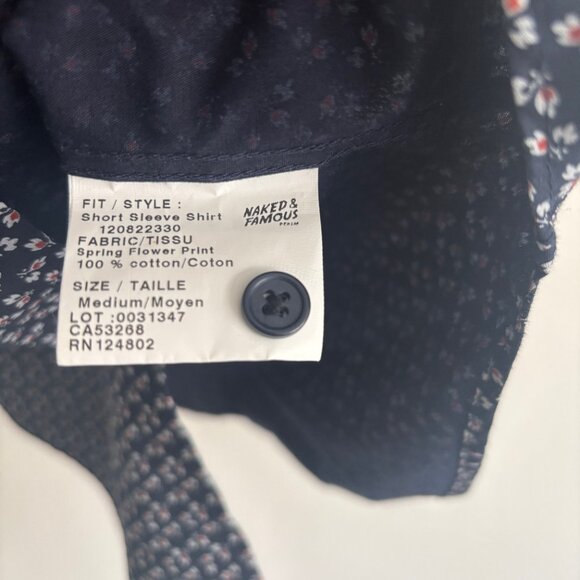 FIT / STYLE :
Short Sleeve Shirt
120822330
FABRIC/TISSU
Spring Flower Print
100 % cotton/Coton
SIZE / TAILLE
Medium/Moyen
LOT :0031347
CA53268
RN124802
NAKED &
FAMOUS
DENIM